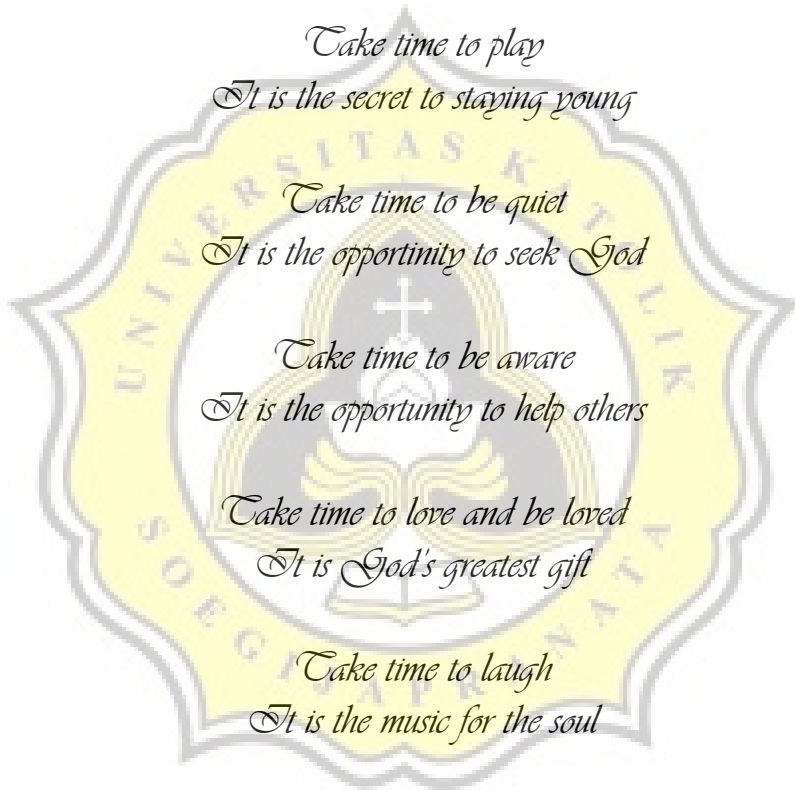 Take time to play
It is the secret to staying young
Take time to be quiet
It is the opportinity to seek God
Take time to be aware
It is the opportunity to help others
Take time to love and be loved
It is God's greatest gift
Take time to laugh
It is the music for the soul
UNIVERSITAS KATOLIK
SOEGIJAPRANATA